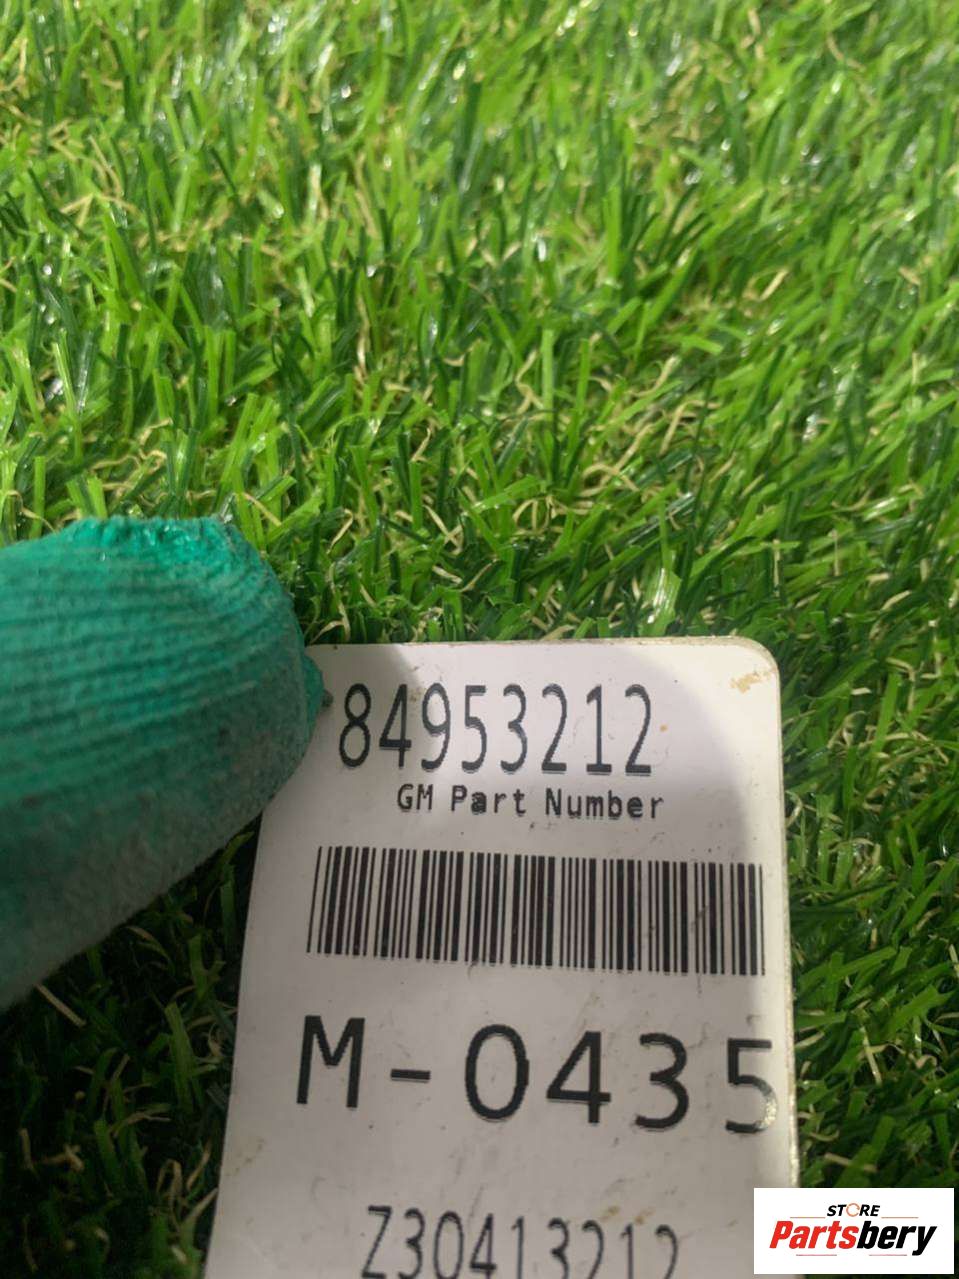 84953212
GM Part Number
M-0435
Z30413212
STORE
Partsbery